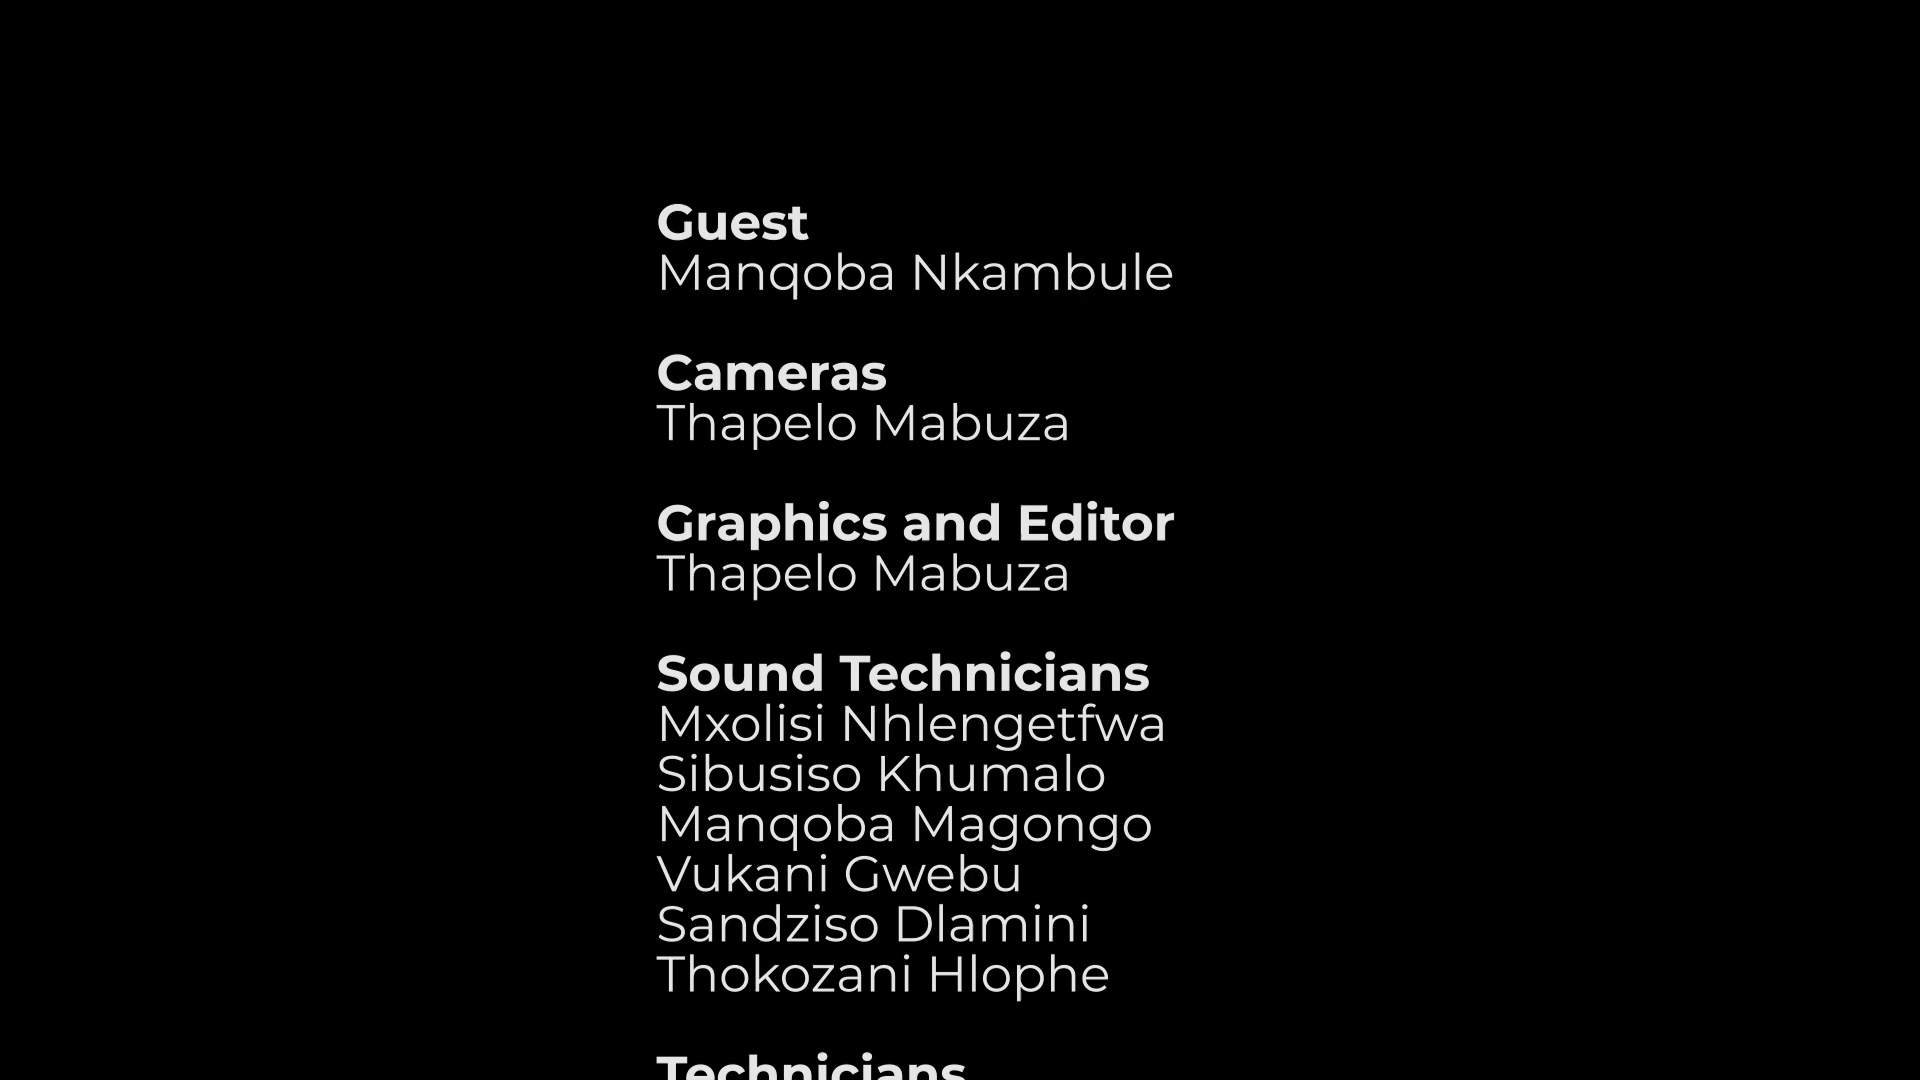 Guest
Manqoba Nkambule
Cameras
Thapelo Mabuza
Graphics and Editor
Thapelo Mabuza
Sound Technicians
Mxolisi Nhlengetfwa
Sibusiso Khumalo
Manqoba Magongo
Vukani Gwebu
Sandziso Dlamini
Thokozani Hlophe
Technicians